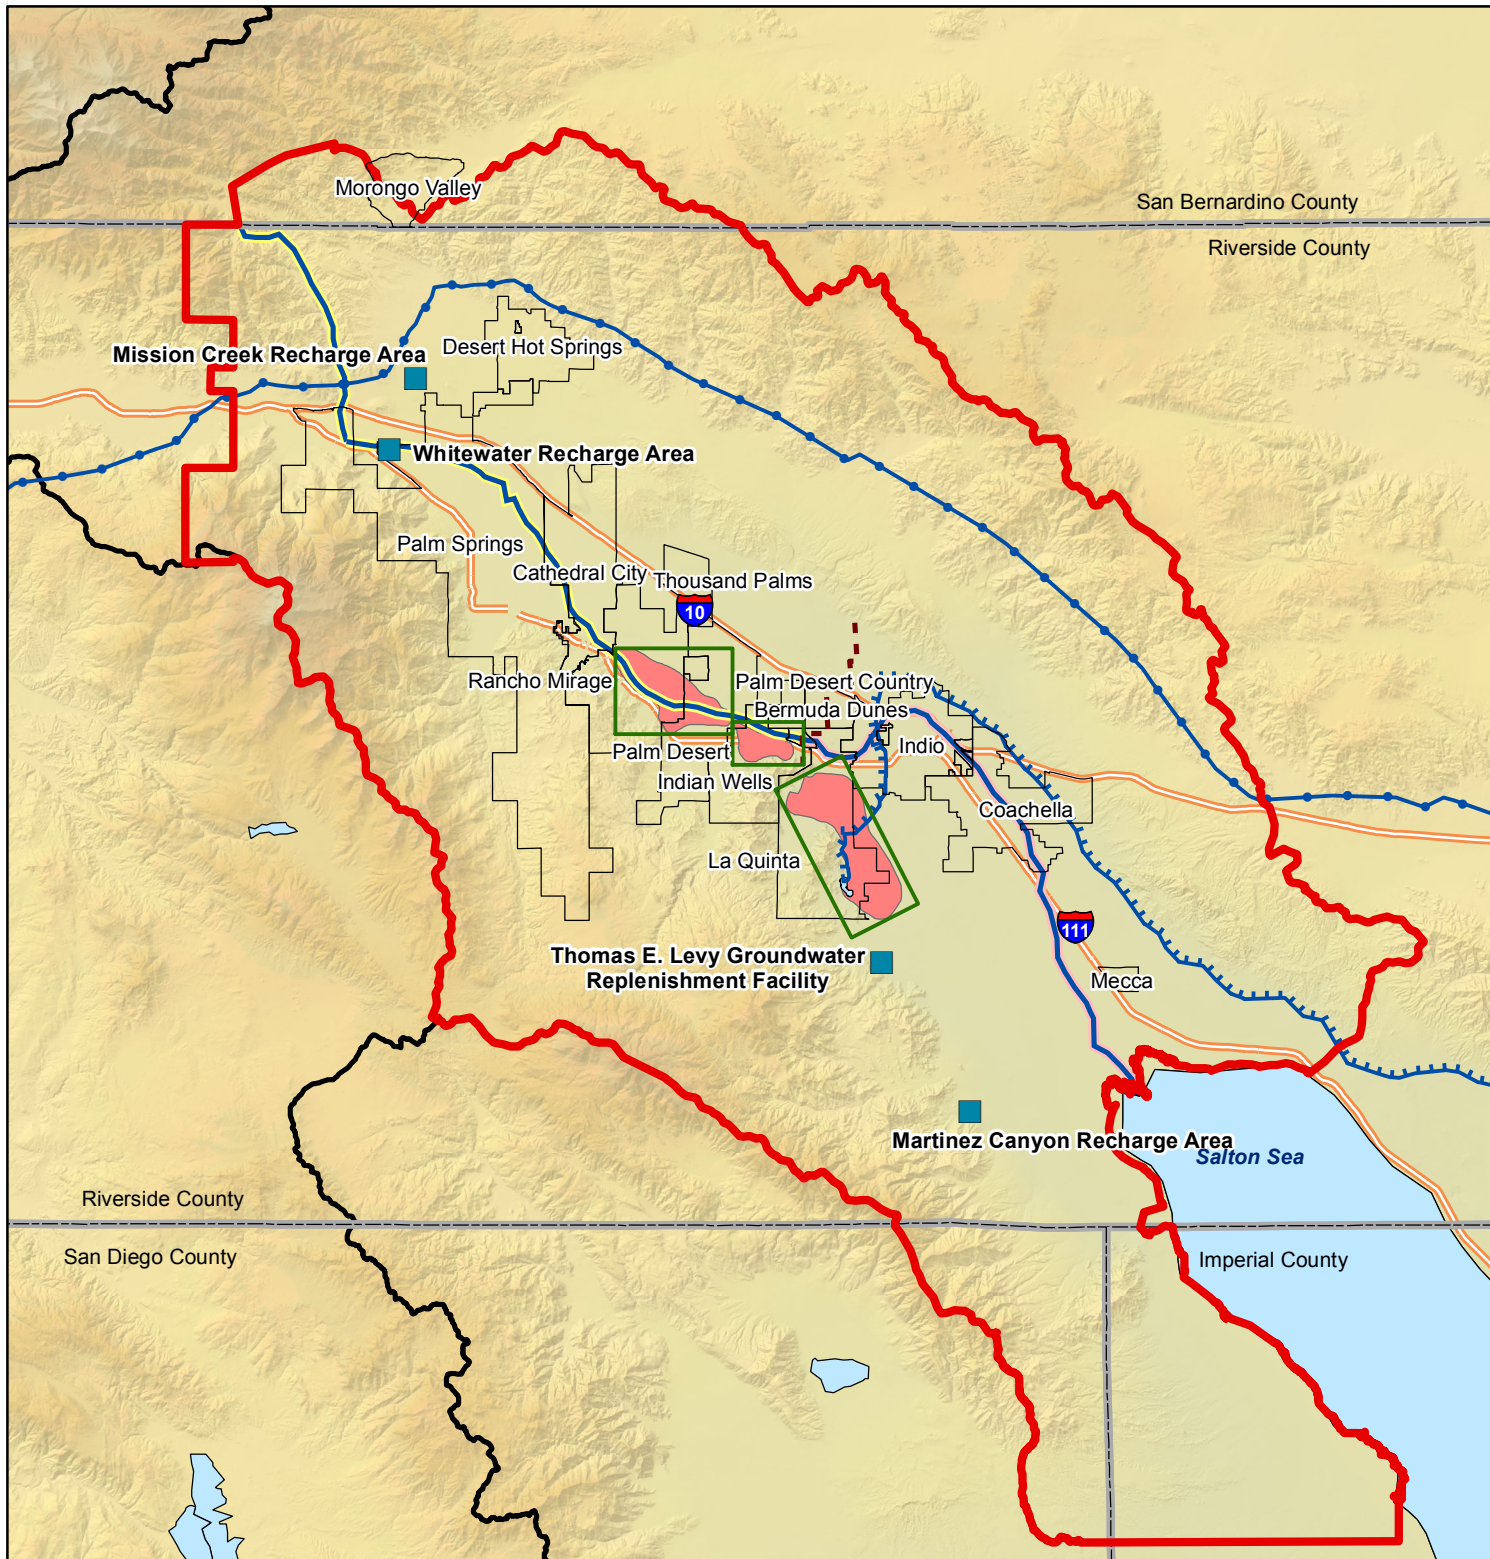 Morongo Valley
San Bernardino County
Riverside County
Mission Creek Recharge Area
Desert Hot Springs
Whitewater Recharge Area
Palm Springs
Cathedral City
Thousand Palms
10
Rancho Mirage
Palm Desert Country
Bermuda Dunes
Palm Desert
Indio
Indian Wells
Coachella
La Quinta
111
Thomas E. Levy Groundwater
Replenishment Facility
Mecca
Martinez Canyon Recharge Area
Salton Sea
Riverside County
San Diego County
Imperial County